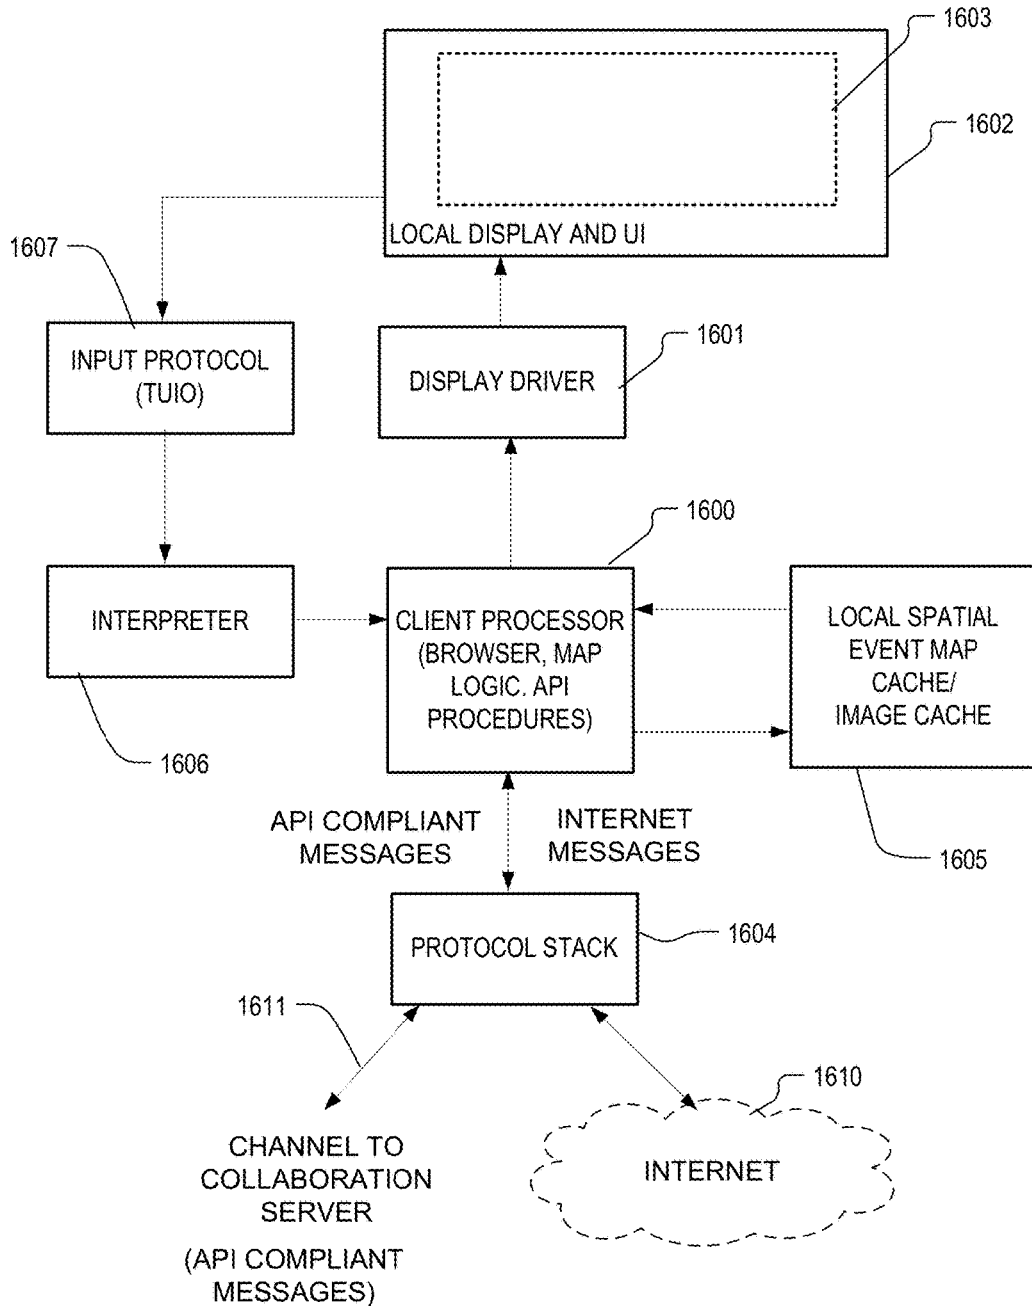 1603
1602
LOCAL DISPLAY AND UI
1607
INPUT PROTOCOL
(TUIO)
1601
DISPLAY DRIVER
1600
INTERPRETER
CLIENT PROCESSOR
(BROWSER, MAP
LOGIC. API
PROCEDURES)
LOCAL SPATIAL
EVENT MAP
CACHE/
IMAGE CACHE
1606
API COMPLIANT
MESSAGES
INTERNET
MESSAGES
1605
PROTOCOL STACK
1604
1611
1610
CHANNEL TO
COLLABORATION
SERVER
(API COMPLIANT
MESSAGES)
INTERNET